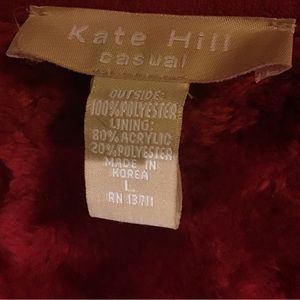 Kate Hill
casual
OUTSIDE:
100%POLYESTER
LINING:
80%ACRYLIC
20%POLYESTER
MADE IN
KOREA
L
RN 13711